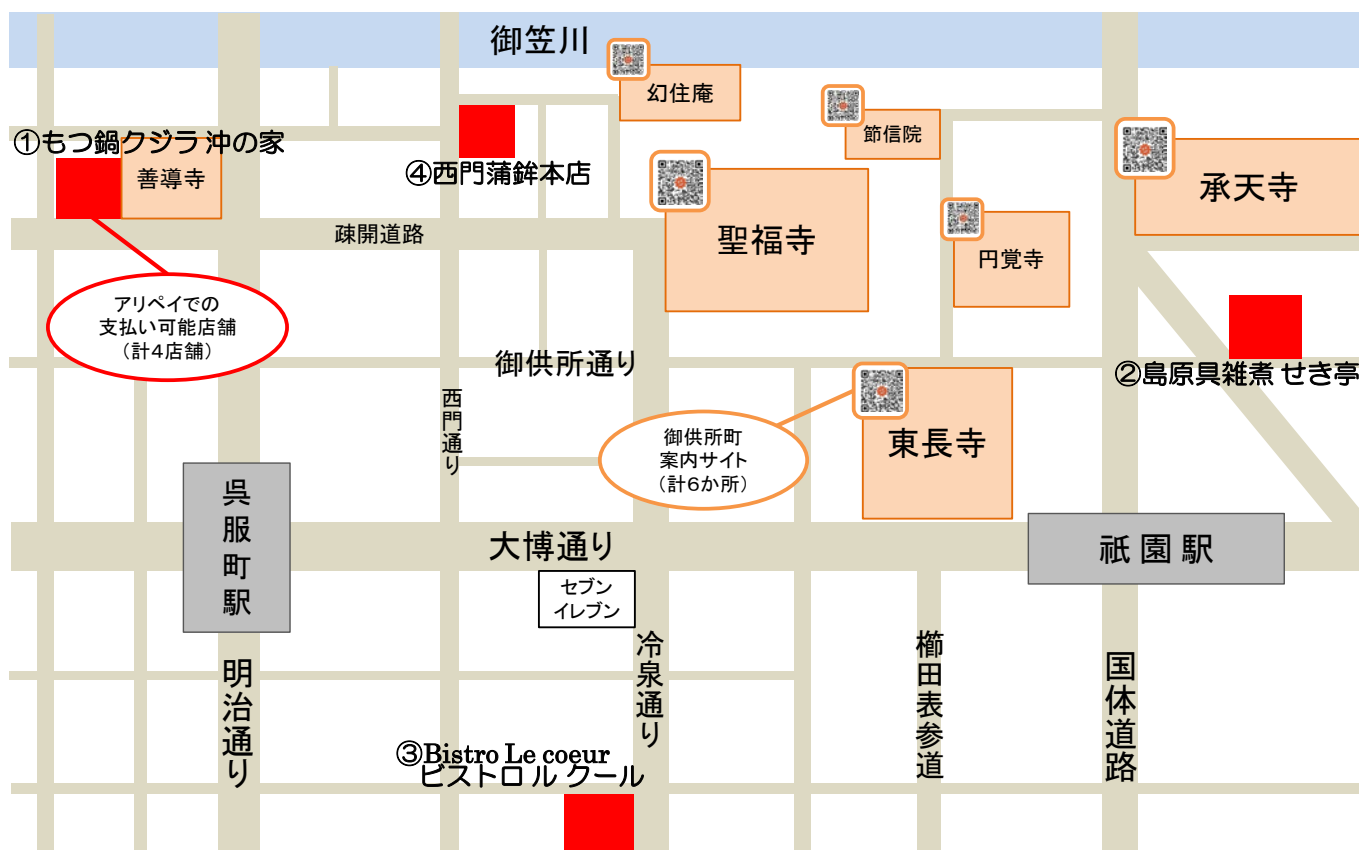 御笠川
幻住庵
節信院
①もつ鍋クジラ 沖の家
善導寺
④西門蒲鉾本店
承天寺
疎開道路
聖福寺
円覚寺
アリペイでの
支払い可能店舗
（計4店舗）
御供所通り
②島原具雑煮 せき亭
西門通り
御供所町
案内サイト
（計6か所）
東長寺
呉服町駅
大博通り
祇園駅
セブン
イレブン
冷泉通り
櫛田表参道
国体道路
明治通り
③Bistro Le coeur
ビストロ ル クール